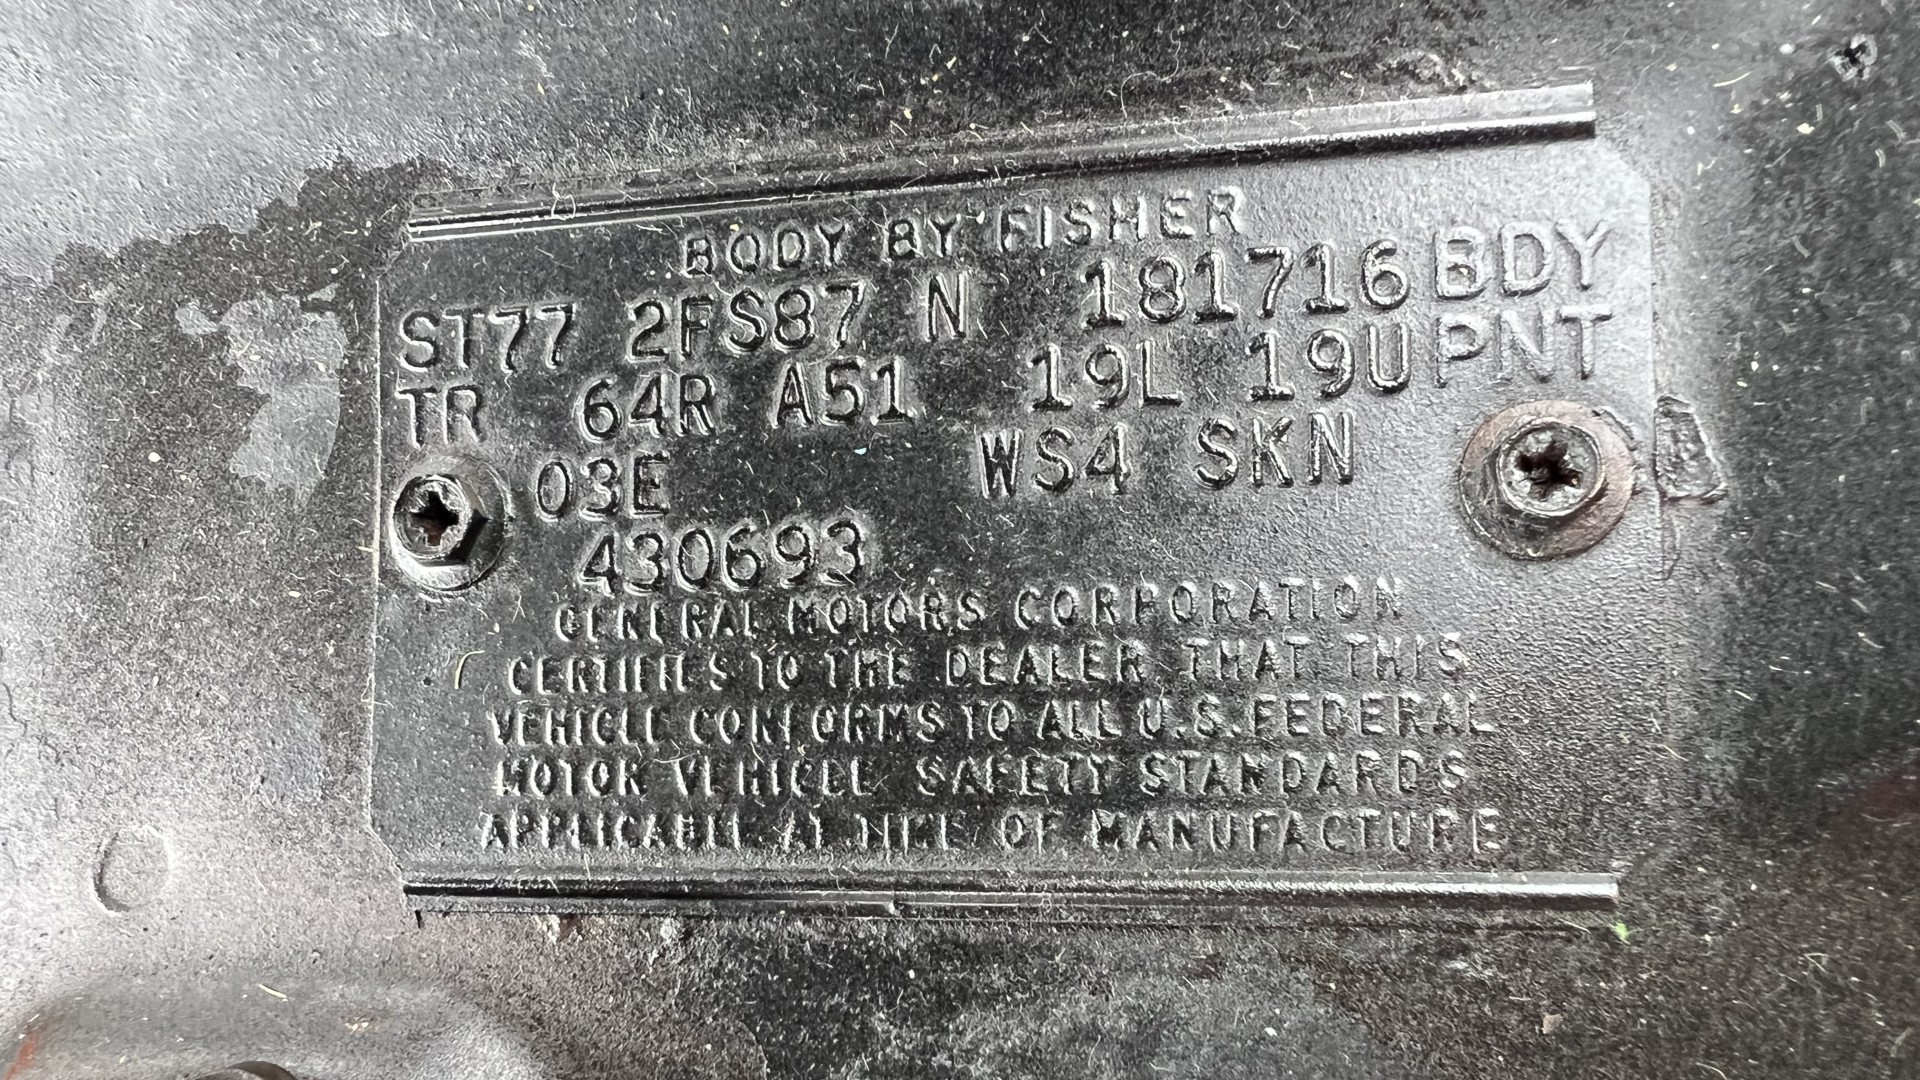 BODY BY FISHER
ST77 2FS87 N 181716 BDY
TR 64R A51 19L 19U PNT
03E WS4 SKN
430693
GENERAL MOTORS CORPORATION
CERTIFIES TO THE DEALER THAT THIS
VEHICLE CONFORMS TO ALL U.S. FEDERAL
MOTOR VEHICLE SAFETY STANDARDS
APPLICABLE AT TIME OF MANUFACTURE